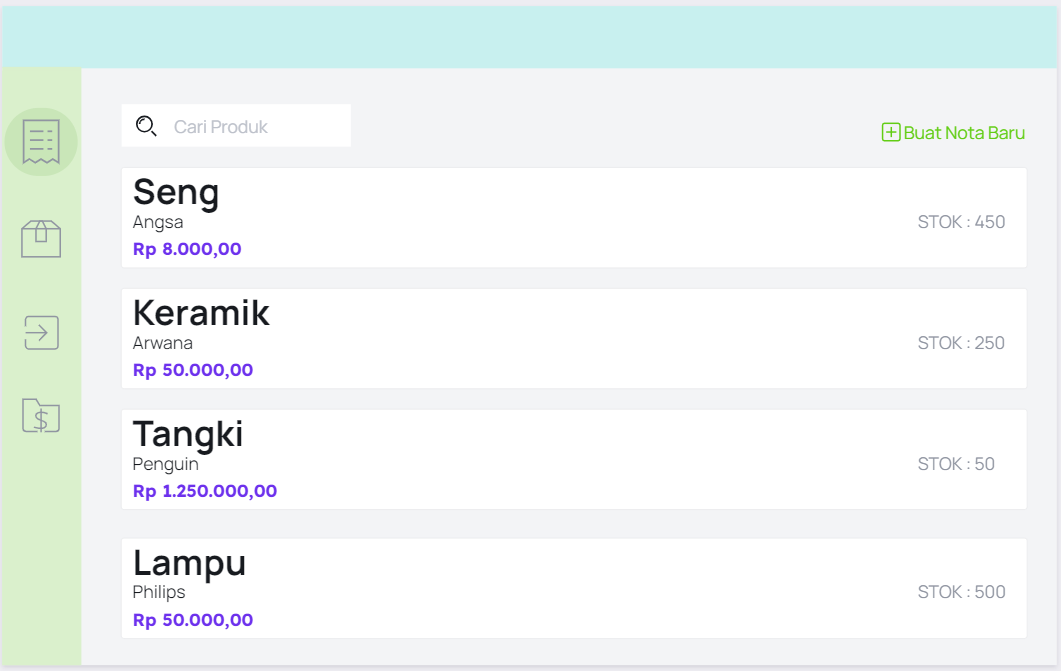 Cari Produk
Buat Nota Baru
Seng
Angsa
Rp 8.000,00
STOK : 450
Keramik
Arwana
Rp 50.000,00
STOK : 250
Tangki
Penguin
Rp 1.250.000,00
STOK : 50
Lampu
Philips
Rp 50.000,00
STOK : 500